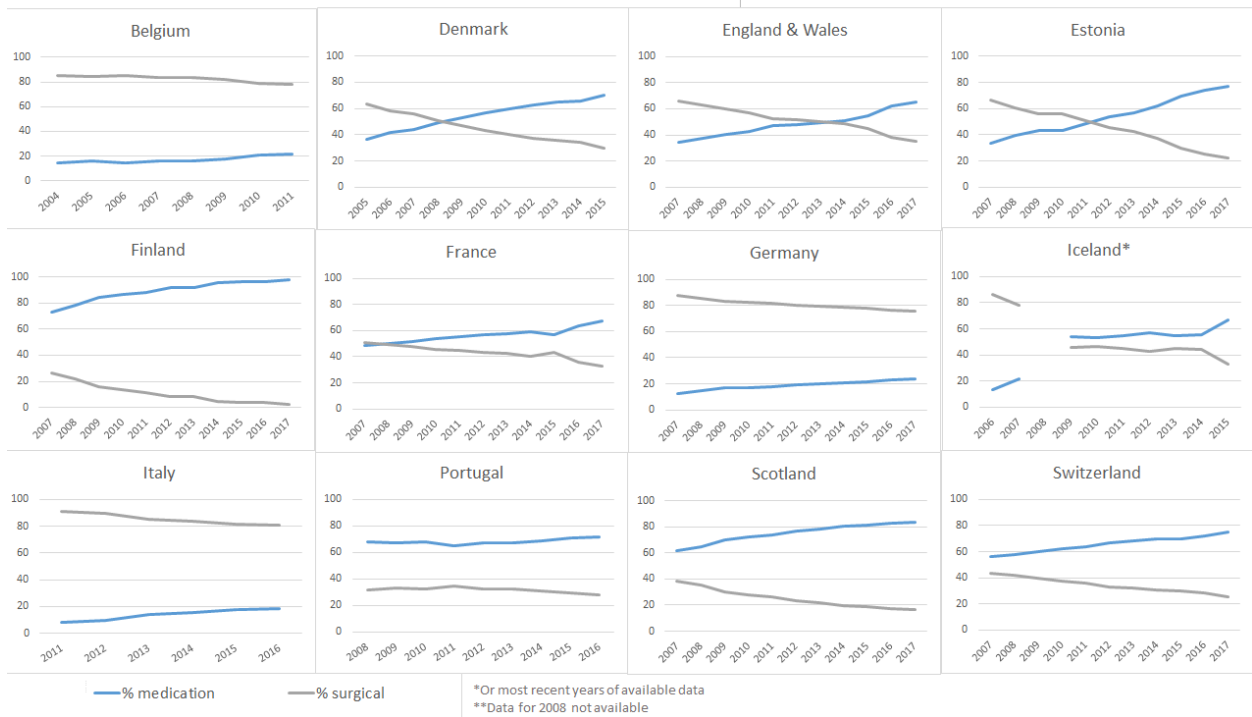 Belgium
100
80
60
40
20
0
2004 2005 2006 2007 2008 2009 2010 2011
Denmark
100
80
60
40
20
0
2005 2006 2007 2008 2009 2010 2011 2012 2013 2014 2015
England & Wales
100
80
60
40
20
0
2007 2008 2009 2010 2011 2012 2013 2014 2015 2016 2017
Estonia
100
80
60
40
20
0
2007 2008 2009 2010 2011 2012 2013 2014 2015 2016 2017
Finland
100
80
60
40
20
0
2007 2008 2009 2010 2011 2012 2013 2014 2015 2016 2017
France
100
80
60
40
20
0
2007 2008 2009 2010 2011 2012 2013 2014 2015 2016 2017
Germany
100
80
60
40
20
0
2007 2008 2009 2010 2011 2012 2013 2014 2015 2016 2017
Iceland*
100
80
60
40
20
0
2006 2007 2008 2009 2010 2011 2012 2013 2014 2015
Italy
100
80
60
40
20
0
2011 2012 2013 2014 2015 2016
Portugal
100
80
60
40
20
0
2008 2009 2010 2011 2012 2013 2014 2015 2016
Scotland
100
80
60
40
20
0
2007 2008 2009 2010 2011 2012 2013 2014 2015 2016 2017
Switzerland
100
80
60
40
20
0
2007 2008 2009 2010 2011 2012 2013 2014 2015 2016 2017
% medication % surgical
*Or most recent years of available data
**Data for 2008 not available